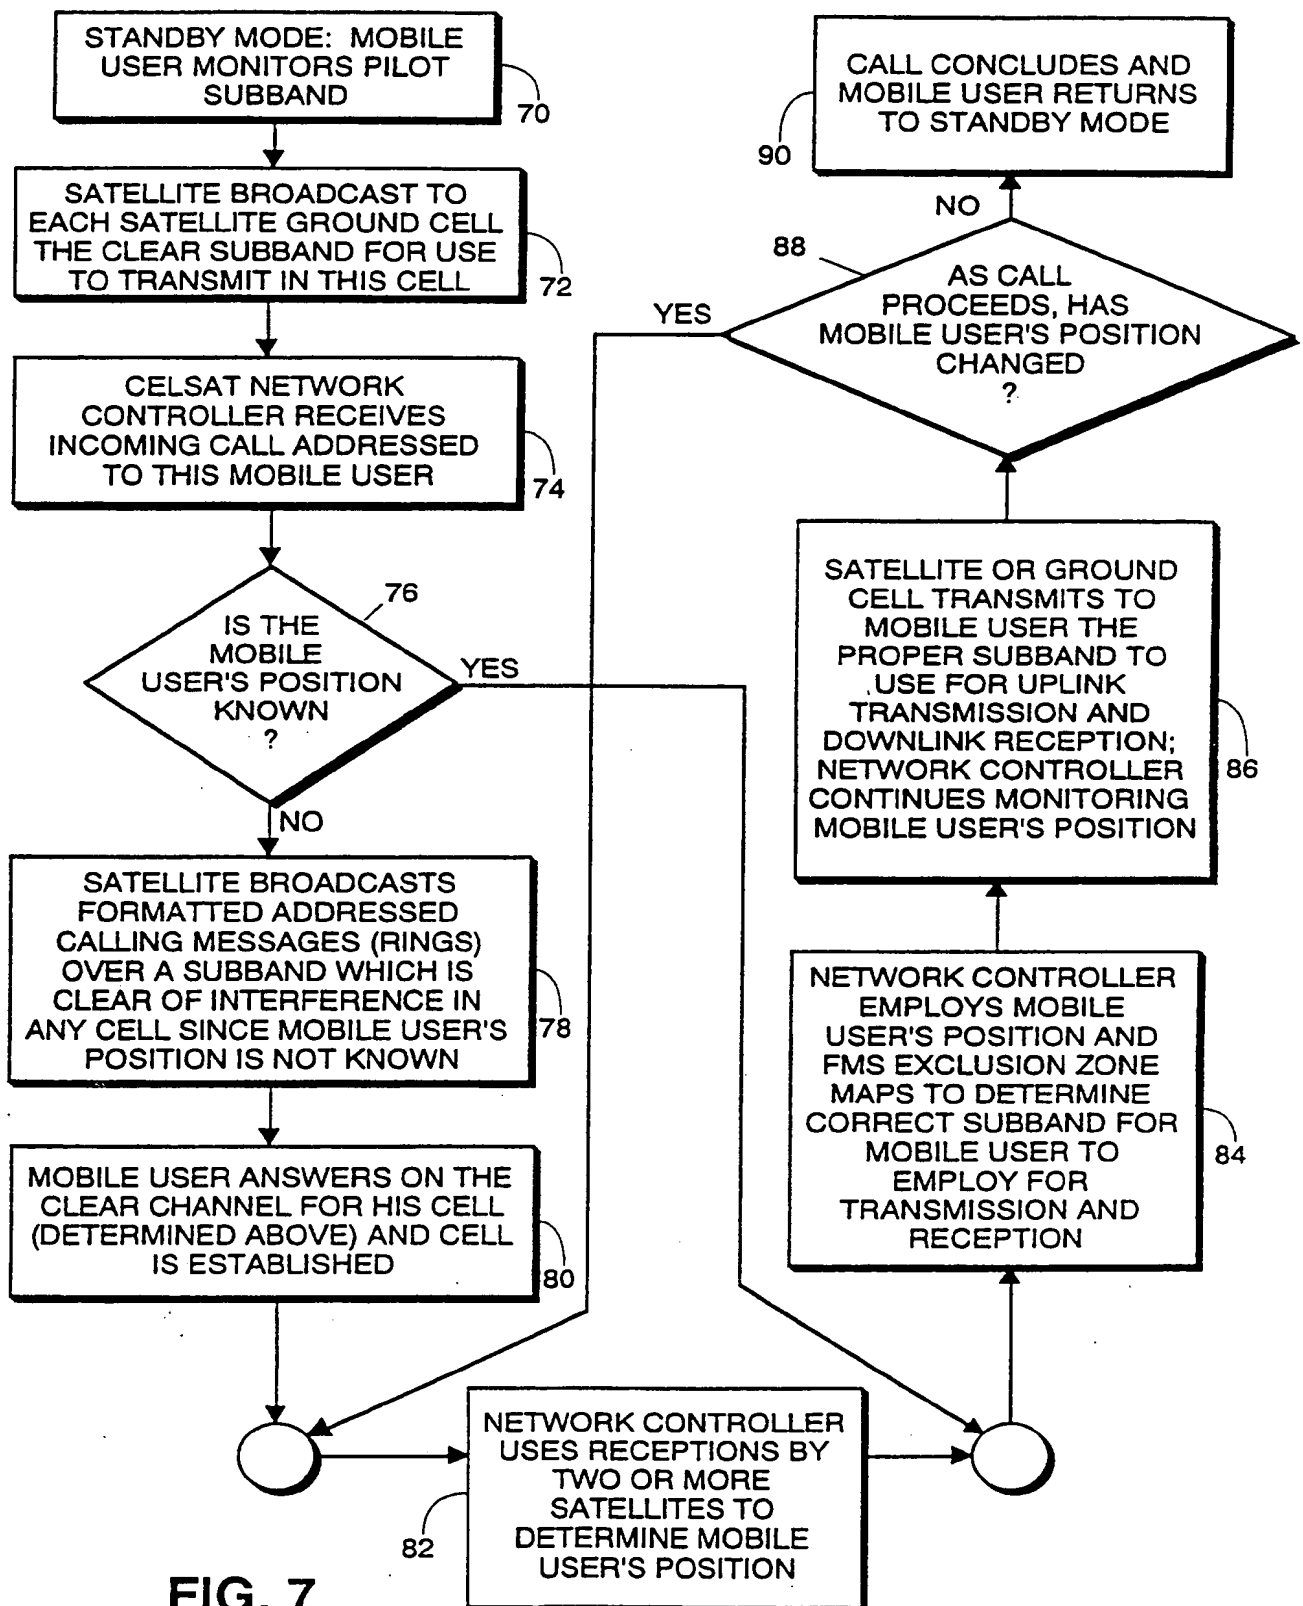 STANDBY MODE: MOBILE
USER MONITORS PILOT
SUBBAND
70
SATELLITE BROADCAST TO
EACH SATELLITE GROUND CELL
THE CLEAR SUBBAND FOR USE
TO TRANSMIT IN THIS CELL
72
CELSAT NETWORK
CONTROLLER RECEIVES
INCOMING CALL ADDRESSED
TO THIS MOBILE USER
74
IS THE
MOBILE
USER'S POSITION
KNOWN
?
76
YES
NO
SATELLITE BROADCASTS
FORMATTED ADDRESSED
CALLING MESSAGES (RINGS)
OVER A SUBBAND WHICH IS
CLEAR OF INTERFERENCE IN
ANY CELL SINCE MOBILE USER'S
POSITION IS NOT KNOWN
78
MOBILE USER ANSWERS ON THE
CLEAR CHANNEL FOR HIS CELL
(DETERMINED ABOVE) AND CELL
IS ESTABLISHED
80
NETWORK CONTROLLER
USES RECEPTIONS BY
TWO OR MORE
SATELLITES TO
DETERMINE MOBILE
USER'S POSITION
82
NETWORK CONTROLLER
EMPLOYS MOBILE
USER'S POSITION AND
FMS EXCLUSION ZONE
MAPS TO DETERMINE
CORRECT SUBBAND FOR
MOBILE USER TO
EMPLOY FOR
TRANSMISSION AND
RECEPTION
84
SATELLITE OR GROUND
CELL TRANSMITS TO
MOBILE USER THE
PROPER SUBBAND TO
USE FOR UPLINK
TRANSMISSION AND
DOWNLINK RECEPTION;
NETWORK CONTROLLER
CONTINUES MONITORING
MOBILE USER'S POSITION
86
AS CALL
PROCEEDS, HAS
MOBILE USER'S POSITION
CHANGED
?
88
YES
NO
CALL CONCLUDES AND
MOBILE USER RETURNS
TO STANDBY MODE
90
FIG. 7